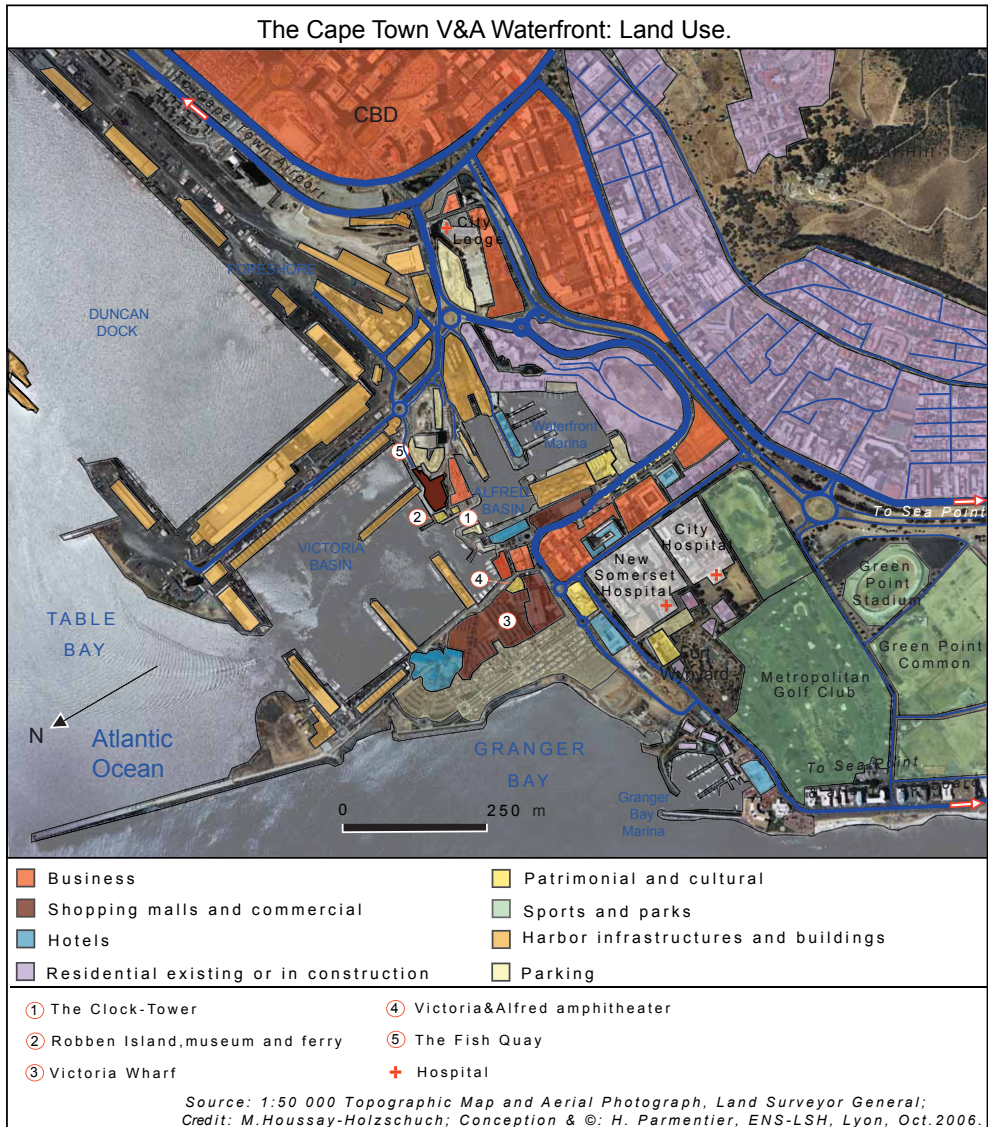 The Cape Town V&A Waterfront: Land Use.
CBD
To Cape Town Airport
City
Lodge
FORESHORE
DUNCAN
DOCK
Waterfront
Marina
5
ALFRED
BASIN
1
2
VICTORIA
BASIN
4
3
City
Hospital
New
Somerset
Hospital
To Sea Point
Green
Point
Stadium
Green Point
Common
Fort
Wynyard
Metropolitan
Golf Club
TABLE
BAY
N
Atlantic
Ocean
GRANGER
BAY
0 250 m
Granger
Bay
Marina
To Sea Point
Business
Shopping malls and commercial
Hotels
Residential existing or in construction
Patrimonial and cultural
Sports and parks
Harbor infrastructures and buildings
Parking
1 The Clock-Tower
2 Robben Island,museum and ferry
3 Victoria Wharf
4 Victoria&Alfred amphitheater
5 The Fish Quay
Hospital
Source: 1:50 000 Topographic Map and Aerial Photograph, Land Surveyor General;
Credit: M.Houssay-Holzschuch; Conception & ©: H. Parmentier, ENS-LSH, Lyon, Oct.2006.